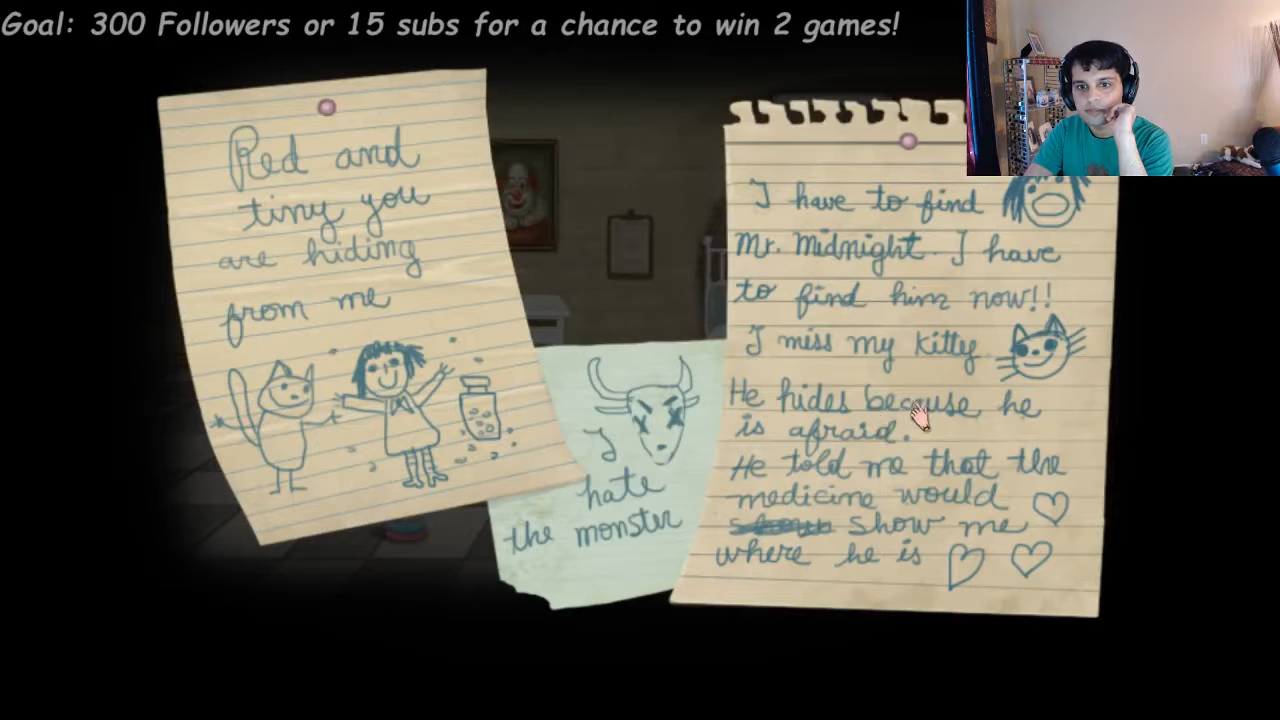 Goal: 300 Followers or 15 subs for a chance to win 2 games!
Red and
tiny you
are hiding
from me
I
hate
the monster
I have to find
Mr. Midnight. I have
to find him now!!
I miss my Kitty
He hides because he
is afraid.
He told me that the
medicine would
show me
where he is